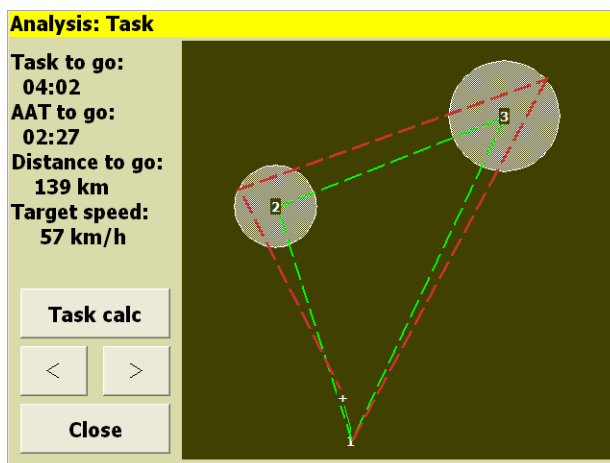 Analysis: Task
Task to go:
04:02
AAT to go:
02:27
Distance to go:
139 km
Target speed:
57 km/h
Task calc
< >
Close
3
2
+
1